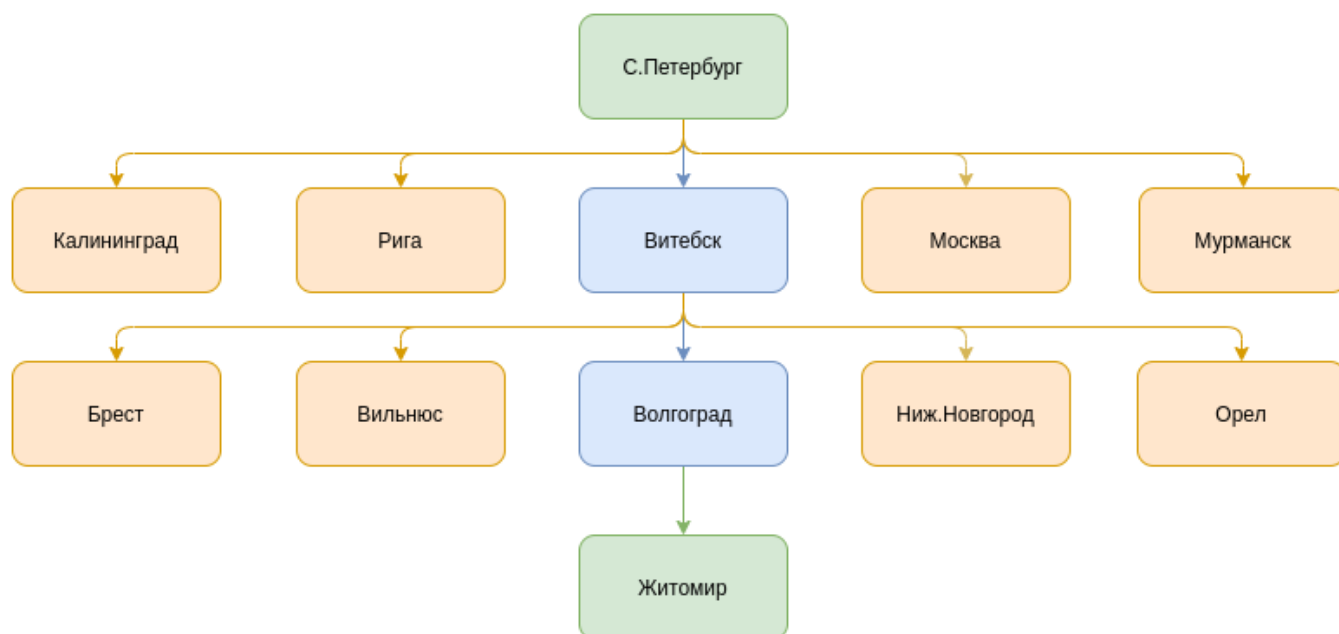 С.Петербург
Калининград
Рига
Витебск
Москва
Мурманск
Брест
Вильнюс
Волгоград
Ниж.Новгород
Орел
Житомир